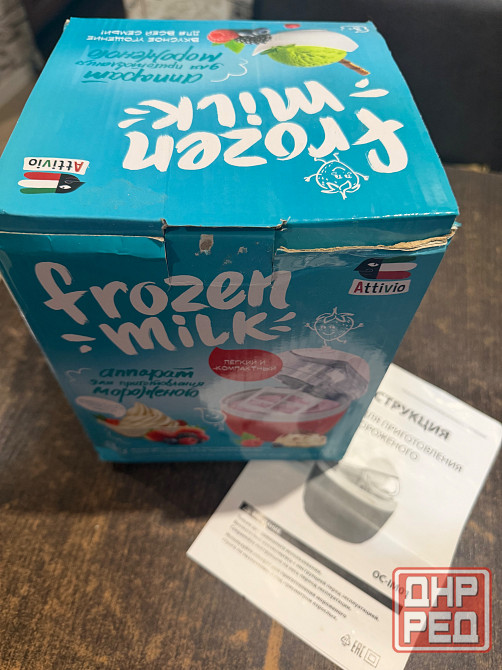 frozen
milk
аппарат
для приготовления
мороженого
ВКУСНОЕ УГОЩЕНИЕ
ДЛЯ ВСЕЙ СЕМЬИ
Attivio
frozen
milk
Attivio
аппарат
для приготовления
мороженого
ЛЕГКИЙ И
КОМПАКТНЫЙ
СТРУКЦИЯ
ДЛЯ ПРИГОТОВЛЕНИЯ
МОРОЖЕНОГО
EAC
ДНР
РЕД